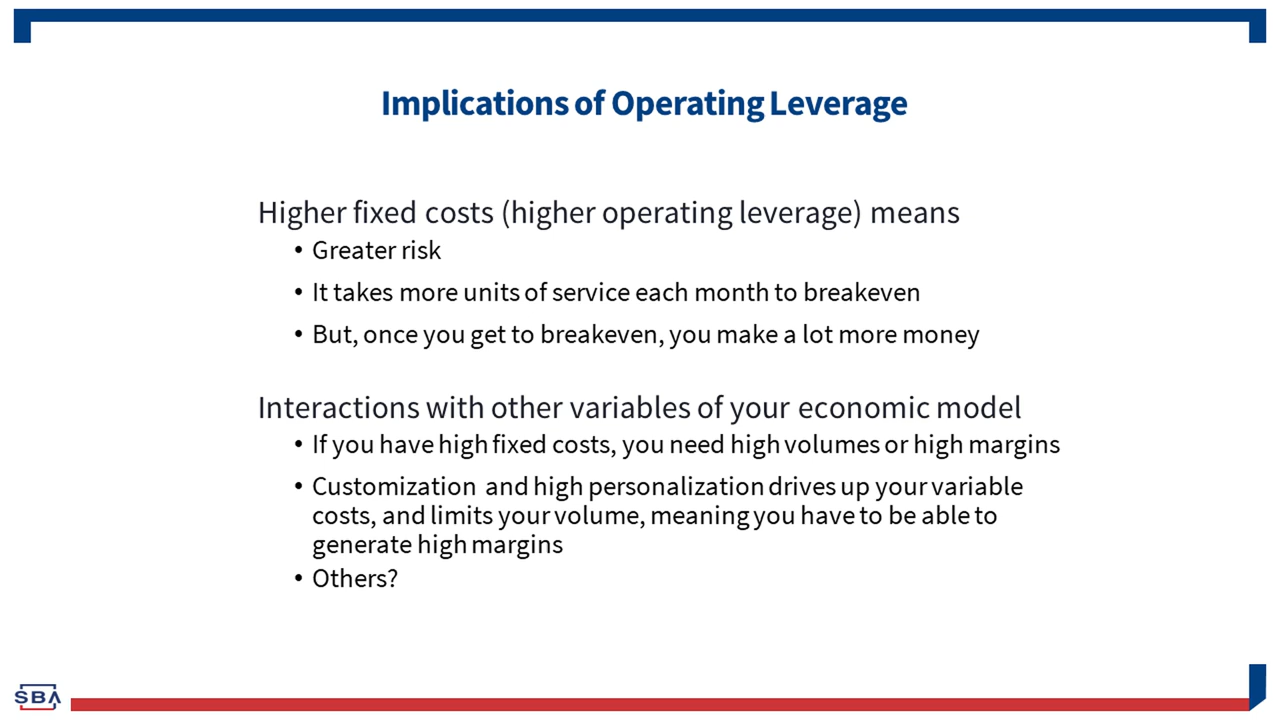 Implications of Operating Leverage
Higher fixed costs (higher operating leverage) means
• Greater risk
• It takes more units of service each month to breakeven
• But, once you get to breakeven, you make a lot more money
Interactions with other variables of your economic model
• If you have high fixed costs, you need high volumes or high margins
• Customization and high personalization drives up your variable
costs, and limits your volume, meaning you have to be able to
generate high margins
• Others?
SBA